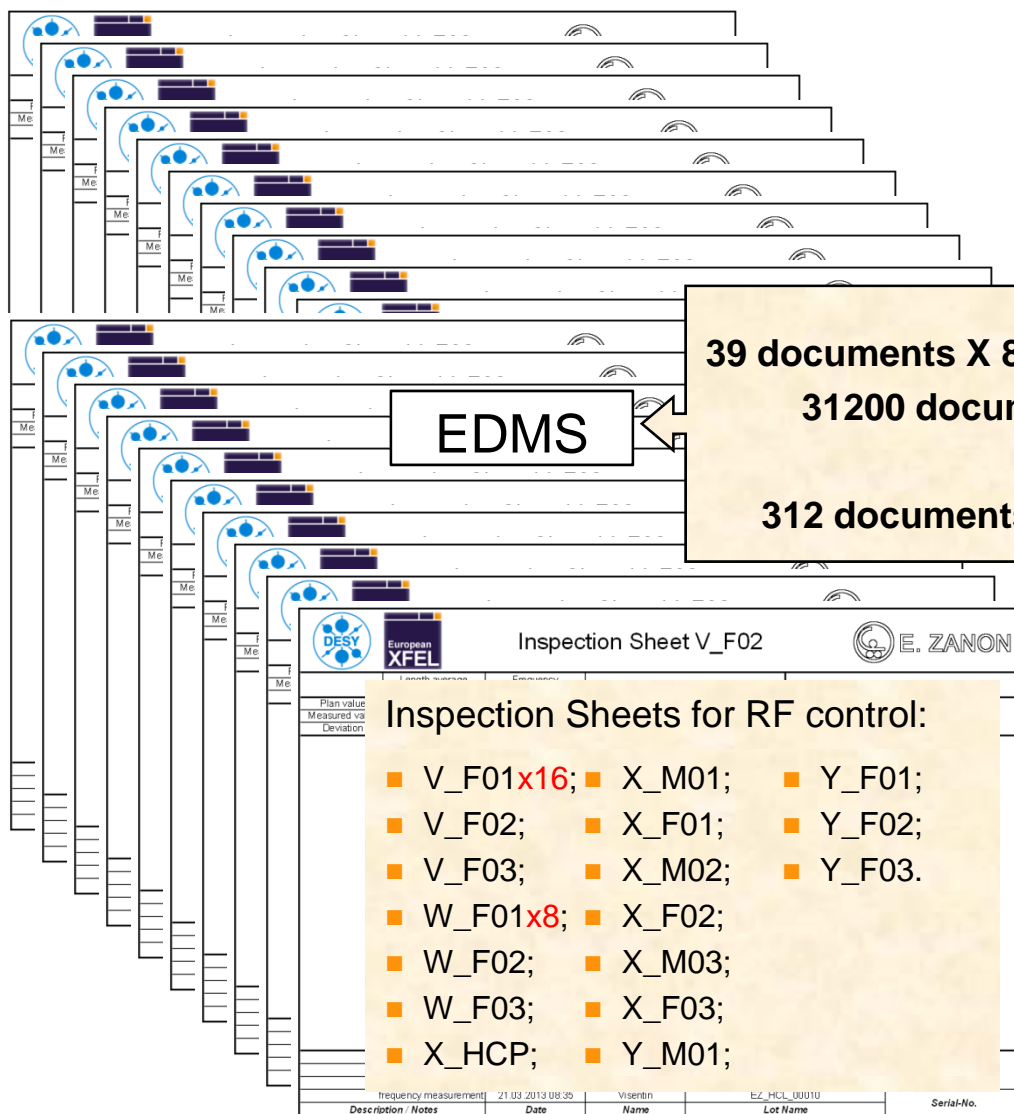 39 documents X 8
31200 docu
EDMS
312 documents
DESY
European
XFEL
Inspection Sheet V_F02
E. ZANON
Length average Frequency
Plan value
Measured va
Deviation
Inspection Sheets for RF control:
V_F01x16;
V_F02;
V_F03;
W_F01x8;
W_F02;
W_F03;
X_HCP;
X_M01;
X_F01;
X_M02;
X_F02;
X_M03;
X_F03;
Y_M01;
Y_F01;
Y_F02;
Y_F03.
frequency measurement 21.03.2013 08:35 Visentin EZ_HCL_00010
Description / Notes Date Name Lot Name Serial-No.